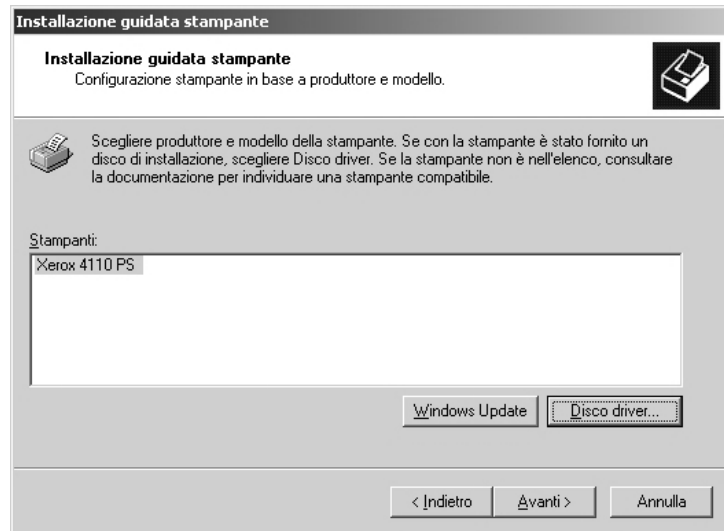 Installazione guidata stampante
Installazione guidata stampante
Configurazione stampante in base a produttore e modello.
Scegliere produttore e modello della stampante. Se con la stampante è stato fornito un
disco di installazione, scegliere Disco driver. Se la stampante non è nell'elenco, consultare
la documentazione per individuare una stampante compatibile.
Stampanti:
Xerox 4110 PS
Windows Update Disco driver...
< Indietro Avanti > Annulla